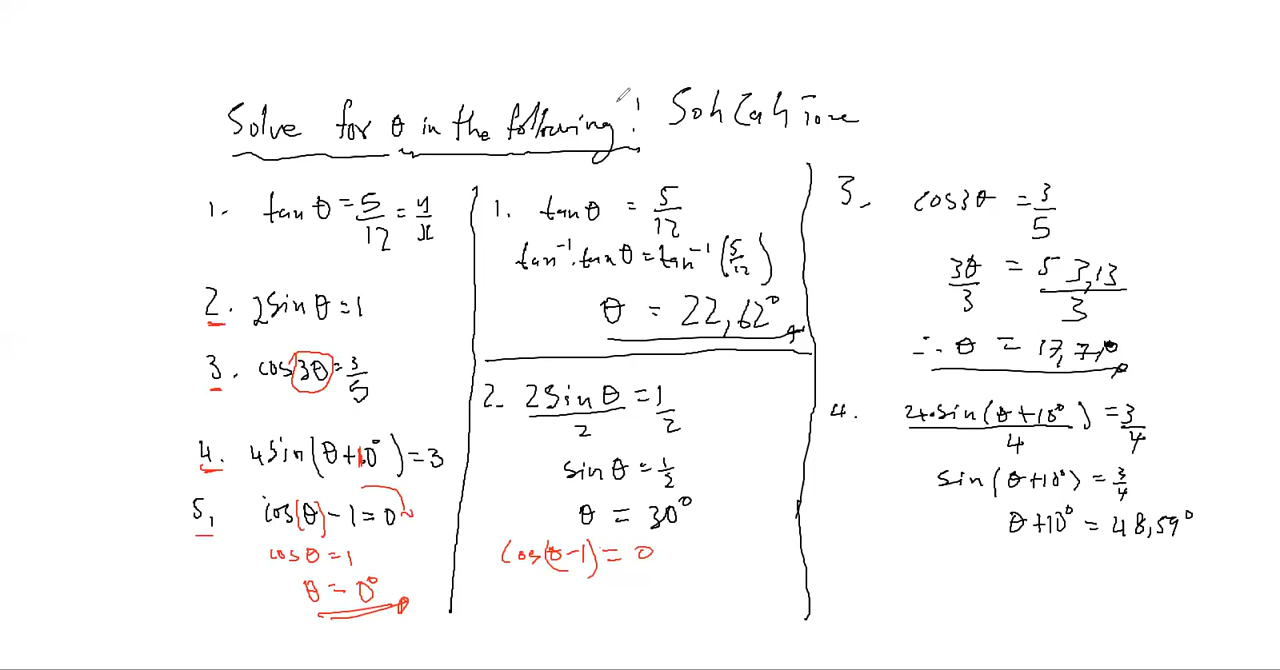 Solve for θ in the following: Soh Cah Toa
1. tan θ = 5/12 = y/x
2. 2sin θ = 1
3. cos 3θ = 3/5
4. 4sin(θ+10°) = 3
5, cos(θ) - 1 = 0
cos θ = 1
θ = 0°
1. tan θ = 5/12
tan⁻¹.tan θ = tan⁻¹(5/12)
θ = 22,62°
2. 2sin θ/2 = 1/2
sin θ = 1/2
θ = 30°
cos(θ-1) = 0
3. cos3θ = 3/5
3θ/3 = 53,13/3
∴ θ = 17,71°
4. 4.sin(θ+10°)/4 = 3/4
sin(θ+10°) = 3/4
θ+10° = 48,59°